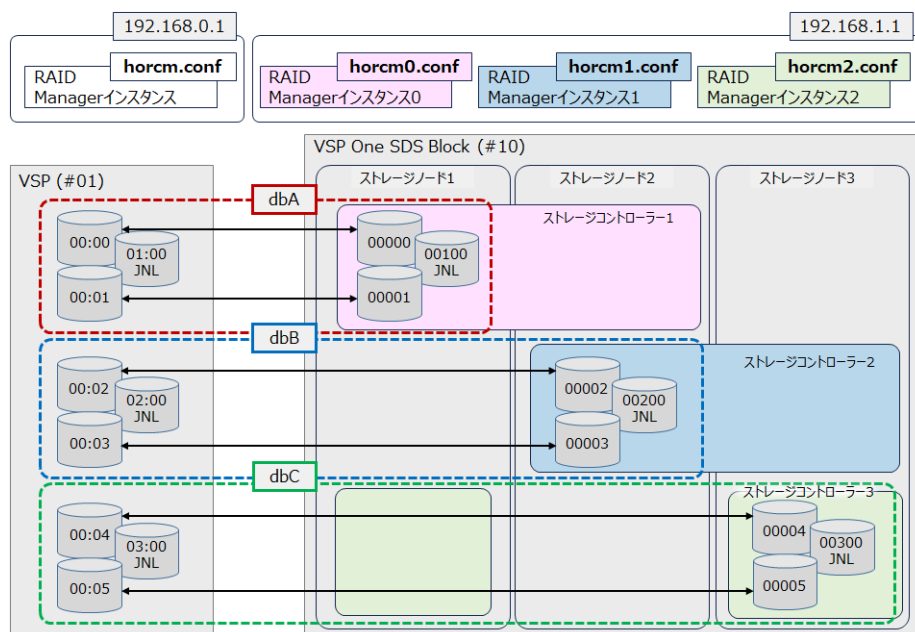 192.168.0.1
192.168.1.1
horcm.conf
RAID
Managerインスタンス
horcm0.conf
RAID
Managerインスタンス0
horcm1.conf
RAID
Managerインスタンス1
horcm2.conf
RAID
Managerインスタンス2
VSP One SDS Block (#10)
VSP (#01)
ストレージノード1
ストレージノード2
ストレージノード3
dbA
ストレージコントローラー1
00:00
01:00
JNL
00:01
00000
00100
JNL
00001
dbB
ストレージコントローラー2
00:02
02:00
JNL
00:03
00002
00200
JNL
00003
dbC
ストレージコントローラー3
00:04
03:00
JNL
00:05
00004
00300
JNL
00005